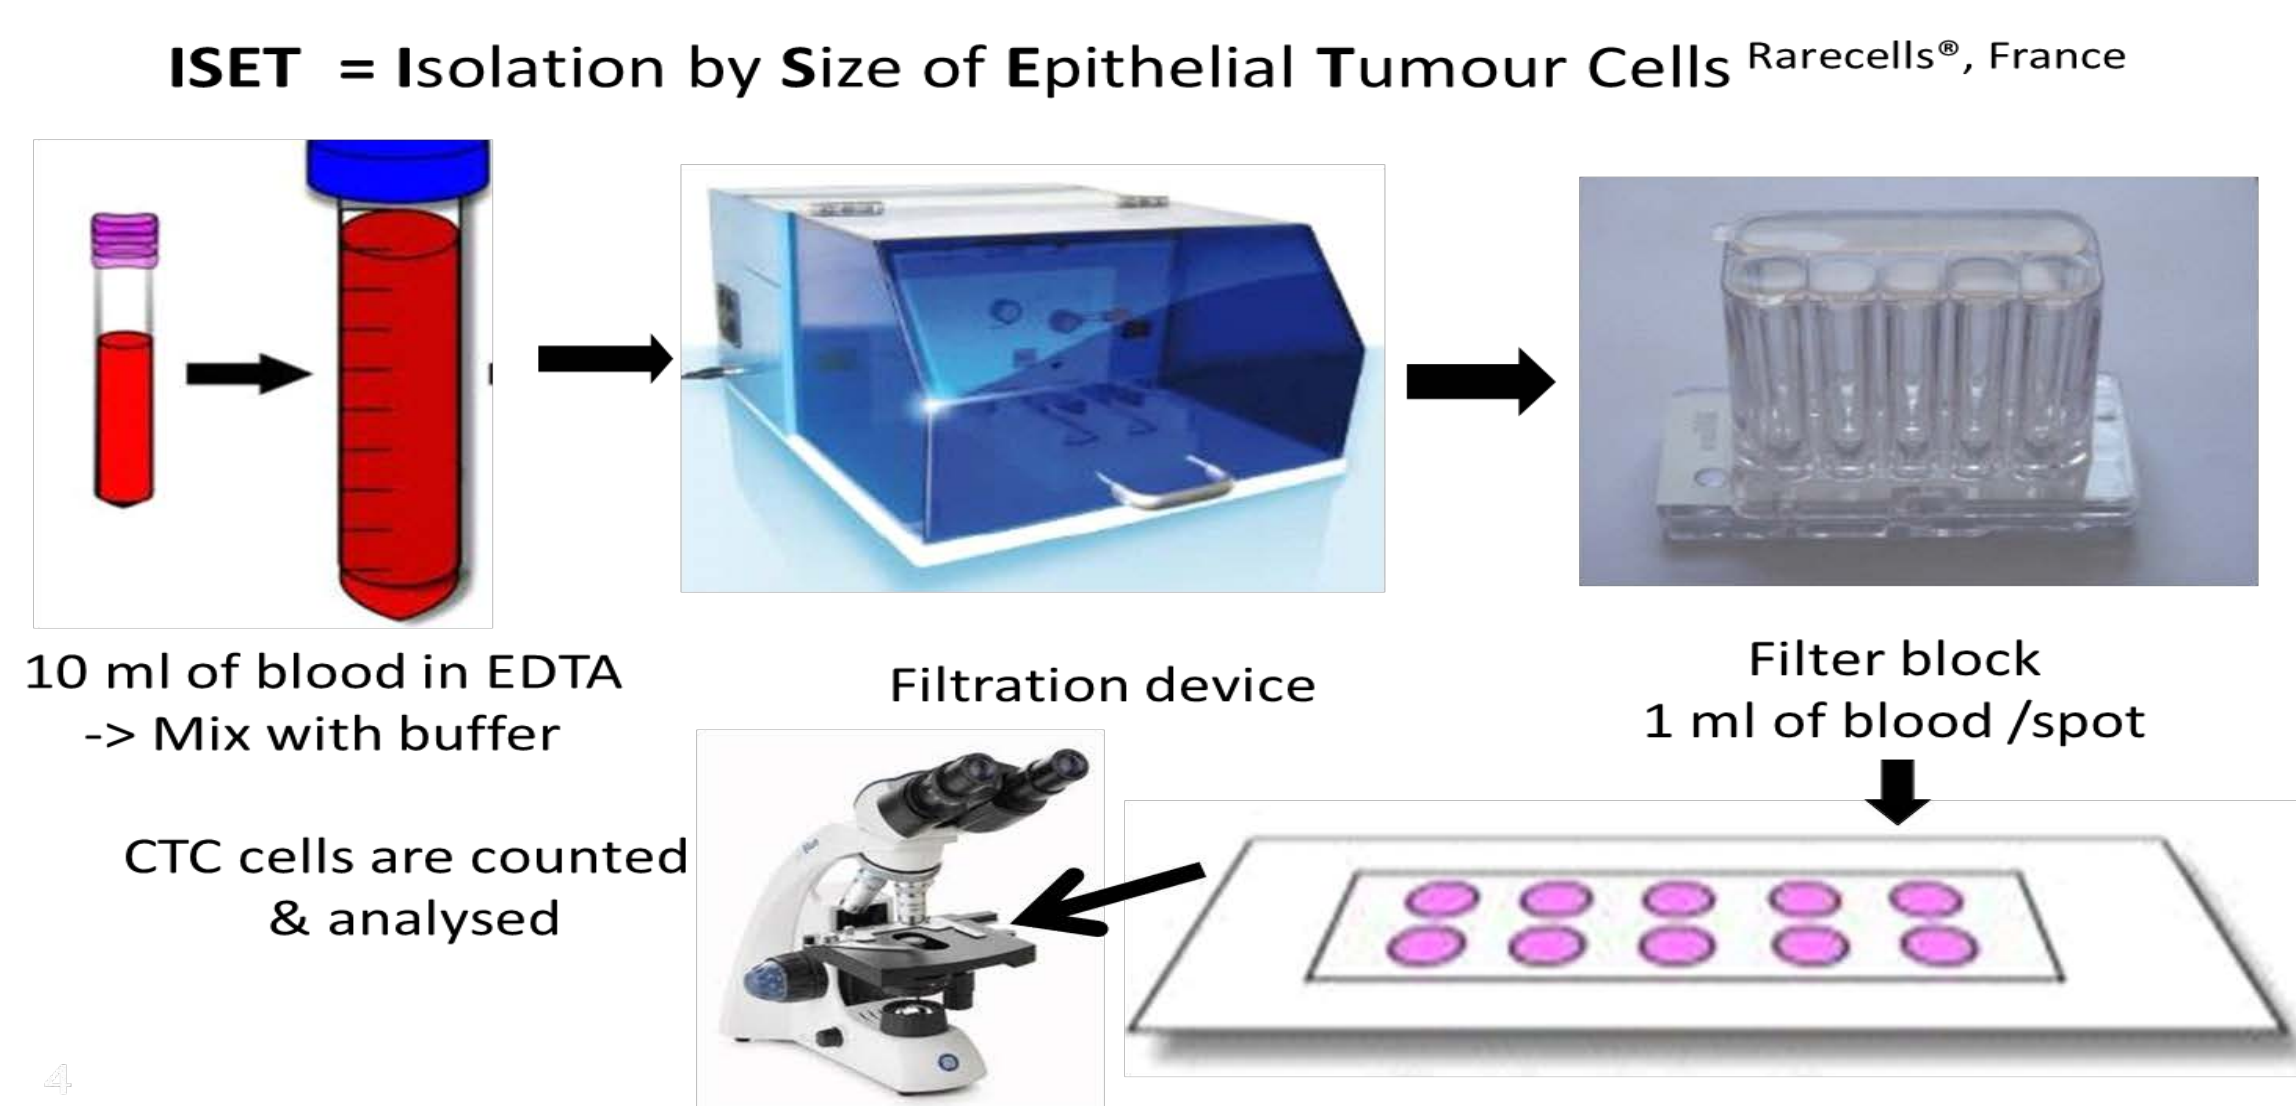 ISET = Isolation by Size of Epithelial Tumour Cells Rarecells®, France
10 ml of blood in EDTA
-> Mix with buffer
Filtration device
Filter block
1 ml of blood /spot
CTC cells are counted
& analysed
4